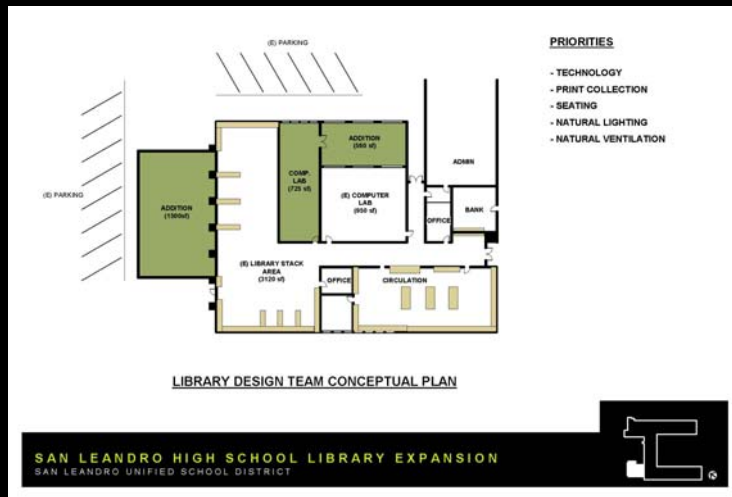 (E) PARKING
PRIORITIES
- TECHNOLOGY
- PRINT COLLECTION
- SEATING
- NATURAL LIGHTING
- NATURAL VENTILATION
ADDITION
(560 sf)
ADMIN
COMP.
LAB
(725 sf)
(E) PARKING
ADDITION
(1300sf)
(E) COMPUTER
LAB
(950 sf)
OFFICE
BANK
(E) LIBRARY STACK
AREA
(3120 sf)
OFFICE
CIRCULATION
LIBRARY DESIGN TEAM CONCEPTUAL PLAN
SAN LEANDRO HIGH SCHOOL LIBRARY EXPANSION
SAN LEANDRO UNIFIED SCHOOL DISTRICT